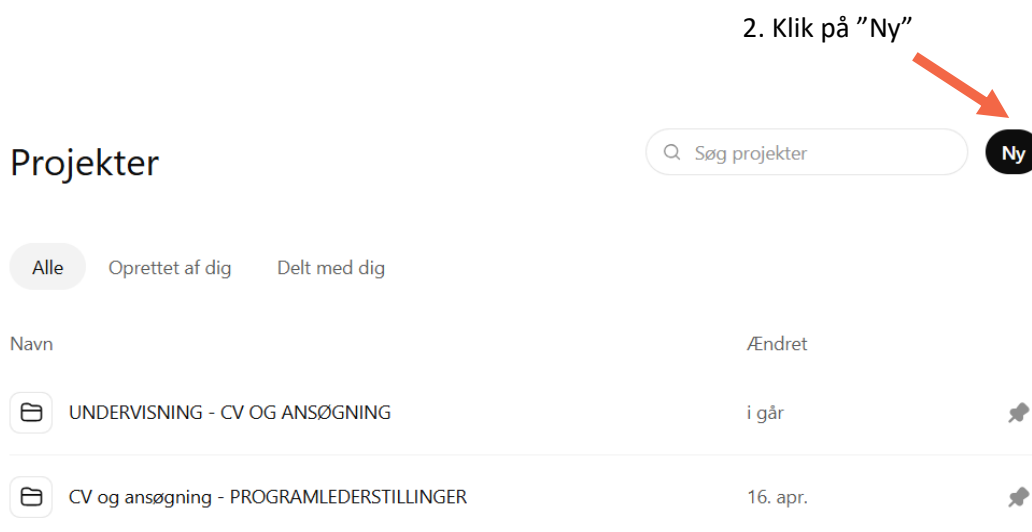 2. Klik på ”Ny”
Projekter
Søg projekter
Ny
Alle Oprettet af dig Delt med dig
Navn Ændret
UNDERVISNING - CV OG ANSØGNING i går
CV og ansøgning - PROGRAMLEDERSTILLINGER 16. apr.